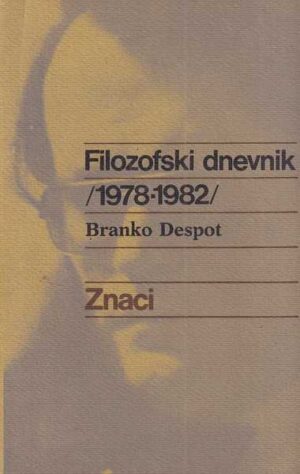 Filozofski dnevnik
/1978·1982/
Branko Despot
Znaci